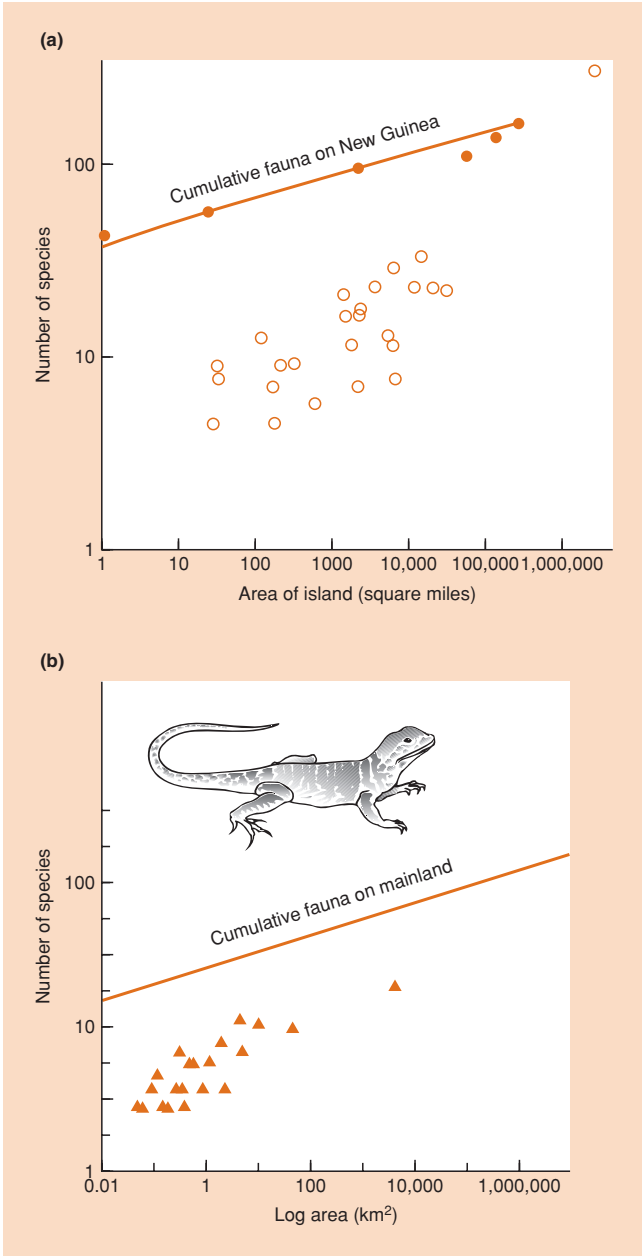 (a)
Number of species
100
10
1
Cumulative fauna on New Guinea
1 10 100 1000 10,000 100,000 1,000,000
Area of island (square miles)
(b)
Number of species
100
10
1
Cumulative fauna on mainland
0.01 1 100 10,000 1,000,000
Log area (km²)